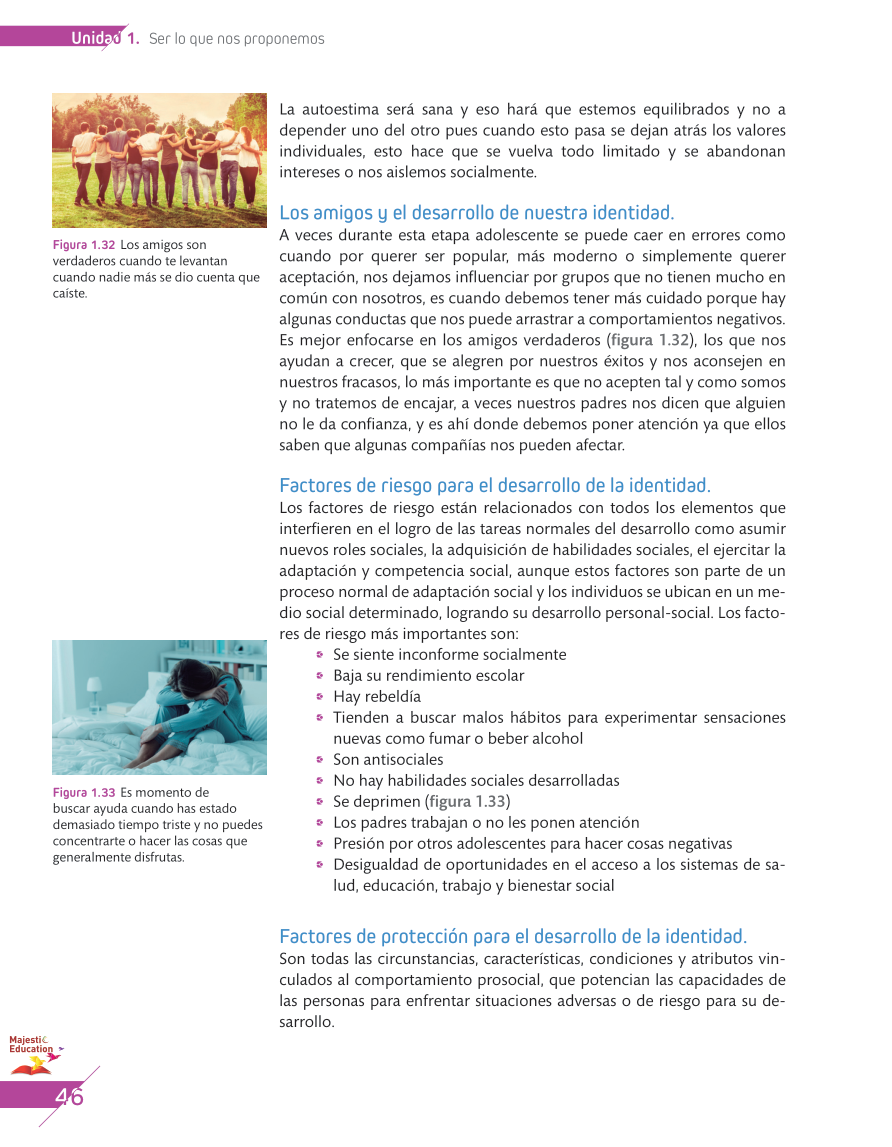 Unidad 1. Ser lo que nos proponemos
La autoestima será sana y eso hará que estemos equilibrados y no a
depender uno del otro pues cuando esto pasa se dejan atrás los valores
individuales, esto hace que se vuelva todo limitado y se abandonan
intereses o nos aislemos socialmente.
Figura 1.32 Los amigos son
verdaderos cuando te levantan
cuando nadie más se dio cuenta que
caíste.
Los amigos y el desarrollo de nuestra identidad.
A veces durante esta etapa adolescente se puede caer en errores como
cuando por querer ser popular, más moderno o simplemente querer
aceptación, nos dejamos influenciar por grupos que no tienen mucho en
común con nosotros, es cuando debemos tener más cuidado porque hay
algunas conductas que nos puede arrastrar a comportamientos negativos.
Es mejor enfocarse en los amigos verdaderos (figura 1.32), los que nos
ayudan a crecer, que se alegren por nuestros éxitos y nos aconsejen en
nuestros fracasos, lo más importante es que no acepten tal y como somos
y no tratemos de encajar, a veces nuestros padres nos dicen que alguien
no le da confianza, y es ahí donde debemos poner atención ya que ellos
saben que algunas compañías nos pueden afectar.
Factores de riesgo para el desarrollo de la identidad.
Los factores de riesgo están relacionados con todos los elementos que
interfieren en el logro de las tareas normales del desarrollo como asumir
nuevos roles sociales, la adquisición de habilidades sociales, el ejercitar la
adaptación y competencia social, aunque estos factores son parte de un
proceso normal de adaptación social y los individuos se ubican en un me-
dio social determinado, logrando su desarrollo personal-social. Los facto-
res de riesgo más importantes son:
Se siente inconforme socialmente
Baja su rendimiento escolar
Hay rebeldía
Tienden a buscar malos hábitos para experimentar sensaciones
nuevas como fumar o beber alcohol
Son antisociales
No hay habilidades sociales desarrolladas
Se deprimen (figura 1.33)
Los padres trabajan o no les ponen atención
Presión por otros adolescentes para hacer cosas negativas
Desigualdad de oportunidades en el acceso a los sistemas de sa-
lud, educación, trabajo y bienestar social
Figura 1.33 Es momento de
buscar ayuda cuando has estado
demasiado tiempo triste y no puedes
concentrarte o hacer las cosas que
generalmente disfrutas.
Factores de protección para el desarrollo de la identidad.
Son todas las circunstancias, características, condiciones y atributos vin-
culados al comportamiento prosocial, que potencian las capacidades de
las personas para enfrentar situaciones adversas o de riesgo para su de-
sarrollo.
Majestic
Education
46